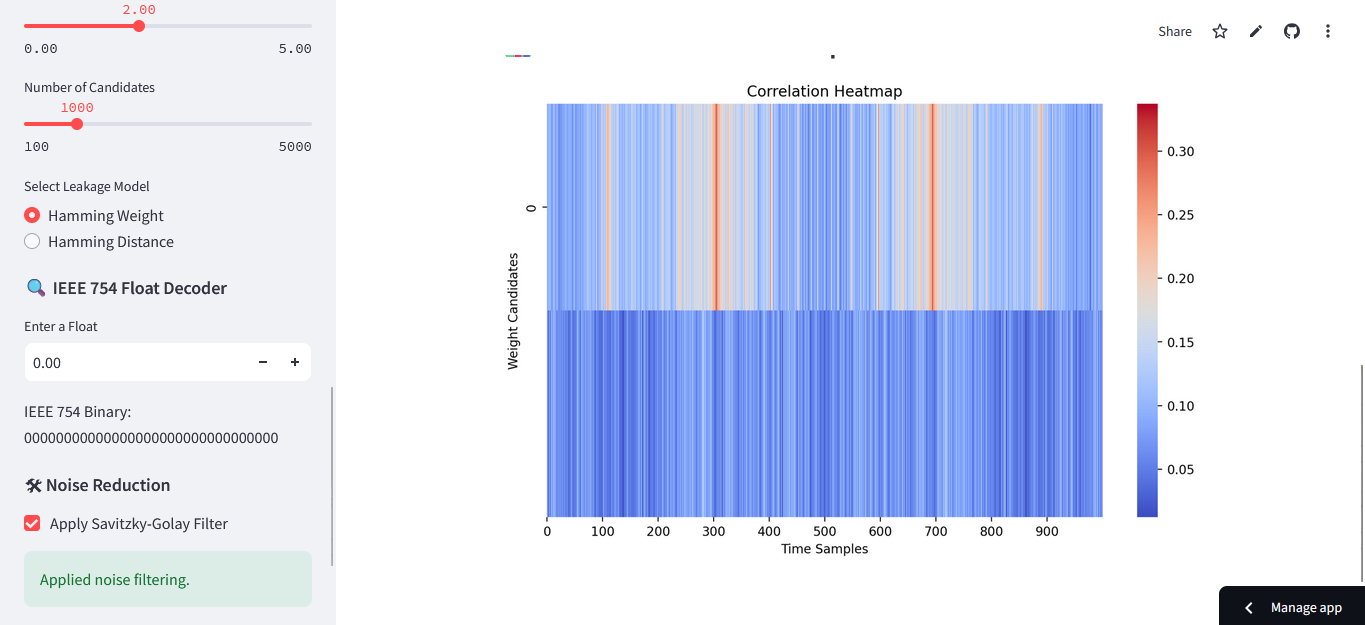 2.00
0.00 5.00
Number of Candidates
1000
100 5000
Select Leakage Model
Hamming Weight
Hamming Distance
🔍 IEEE 754 Float Decoder
Enter a Float
0.00
IEEE 754 Binary:
00000000000000000000000000000000
🛠 Noise Reduction
Apply Savitzky-Golay Filter
Applied noise filtering.
Share
Correlation Heatmap
Weight Candidates
0
0 100 200 300 400 500 600 700 800 900
Time Samples
0.30
0.25
0.20
0.15
0.10
0.05
Manage app